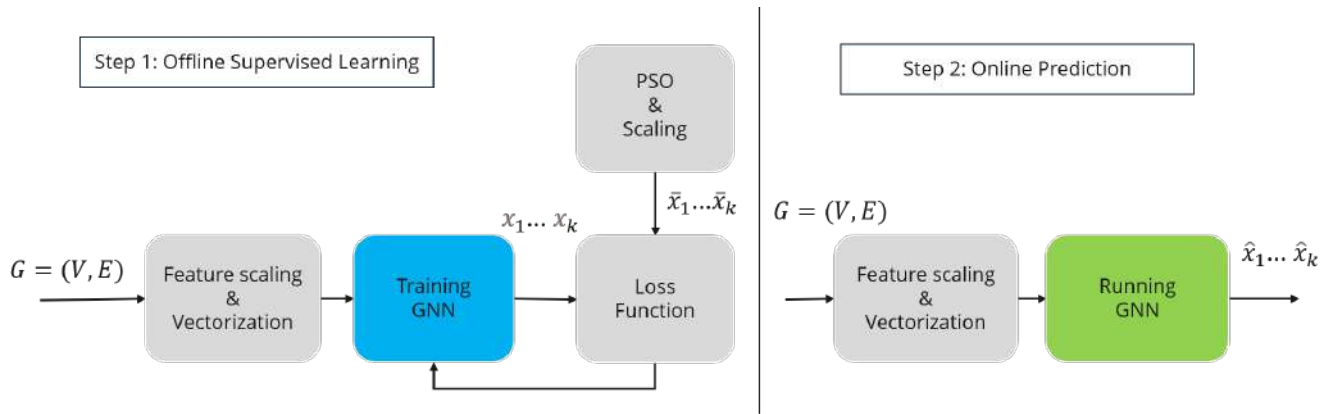 Step 1: Offline Supervised Learning
PSO
&
Scaling
x̄₁…x̄ₖ
x₁… xₖ
G = (V, E)
Feature scaling
&
Vectorization
Training
GNN
Loss
Function
Step 2: Online Prediction
G = (V, E)
Feature scaling
&
Vectorization
Running
GNN
x̂₁… x̂ₖ